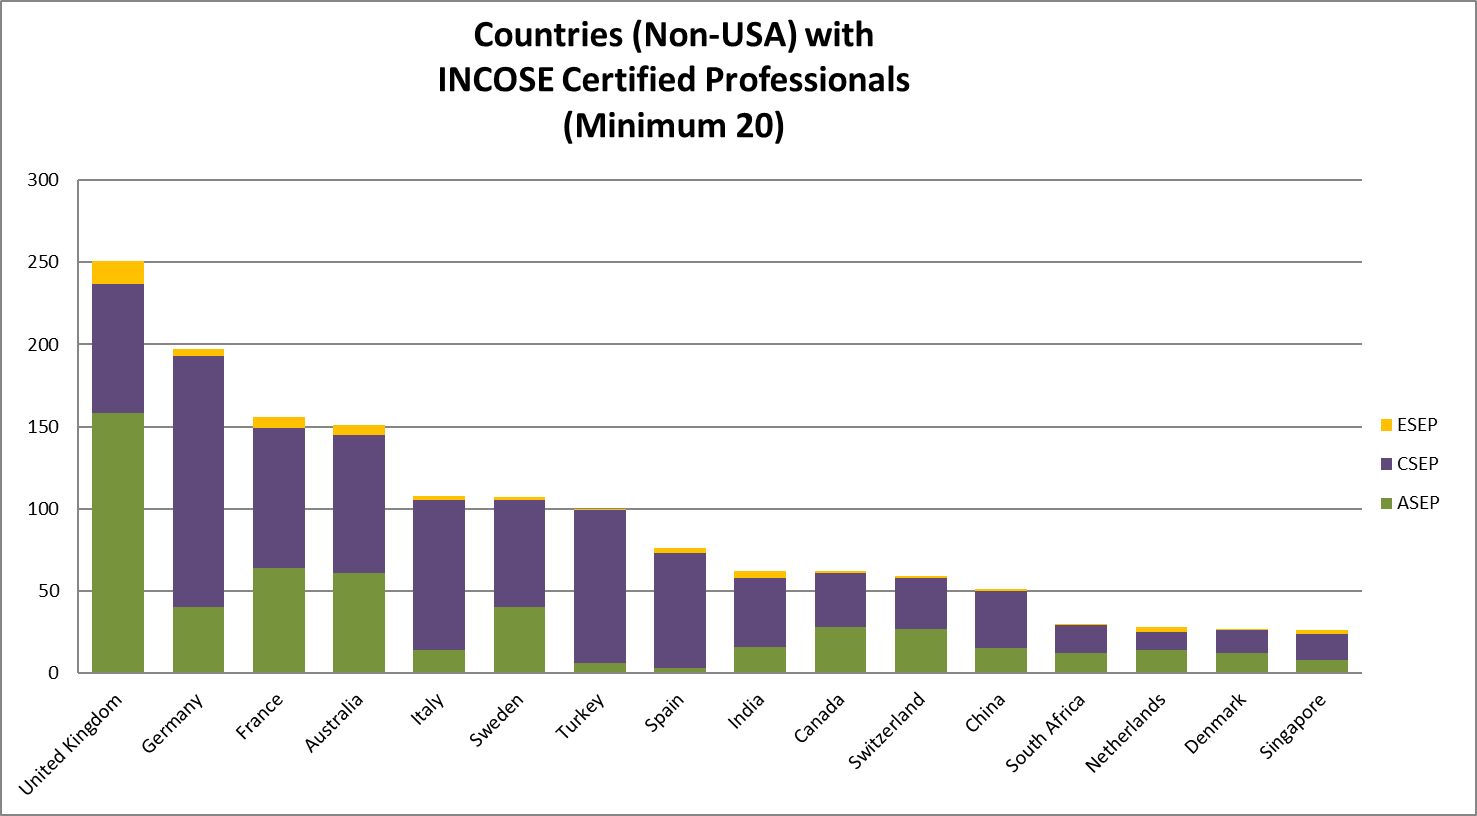 Countries (Non-USA) with
INCOSE Certified Professionals
(Minimum 20)
300
250
200
150
100
50
0
ESEP
CSEP
ASEP
United Kingdom
Germany
France
Australia
Italy
Sweden
Turkey
Spain
India
Canada
Switzerland
China
South Africa
Netherlands
Denmark
Singapore